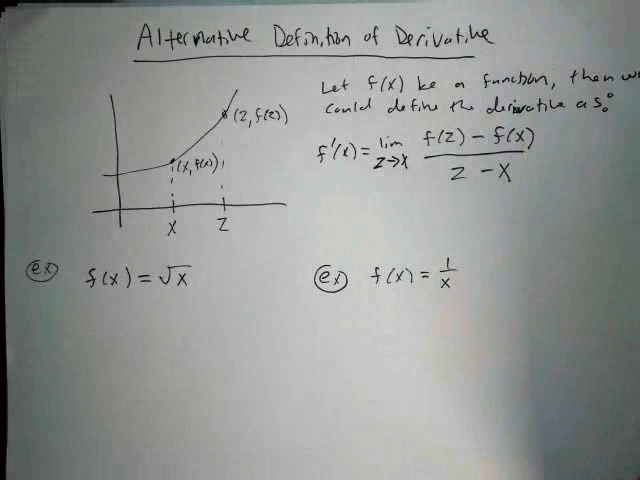 Alternative Definition of Derivative
Let f(x) be a function, then we
could define the derivative as:
f'(x) = lim z→x (f(z) - f(x)) / (z - x)
(z, f(z))
(x, f(x))
x z
ex f(x) = √x
ex f(x) = 1/x